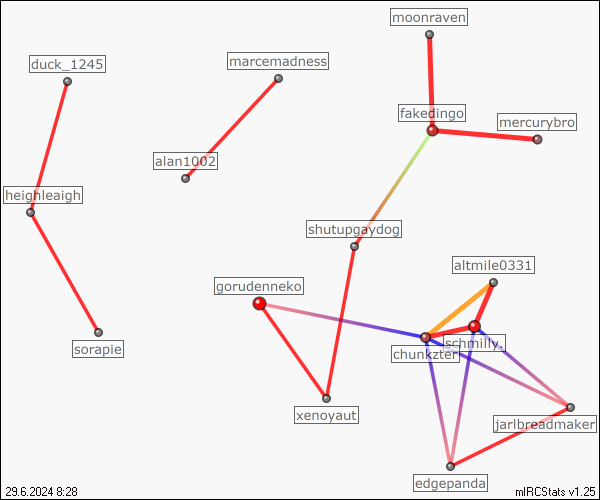 moonraven
duck_1245
marcemadness
fakedingo
mercurybro
alan1002
heighleaigh
shutupgaydog
altmile0331
gorudenneko
schmilly.
sorapie
chunkzter
xenoyaut
jarlbreadmaker
edgepanda
29.6.2024 8:28
mIRCStats v1.25